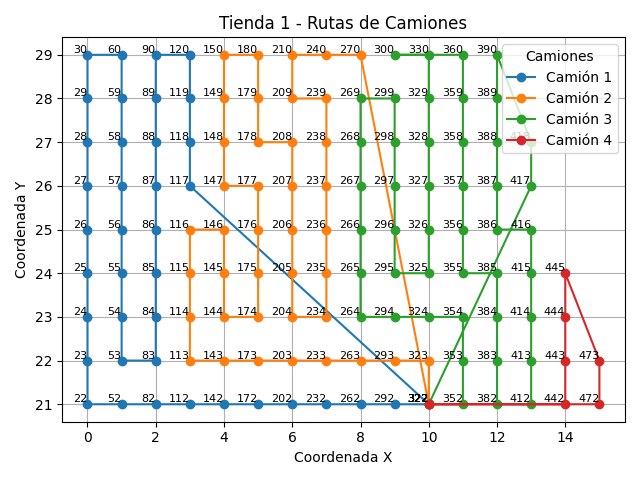 Tienda 1 - Rutas de Camiones
Camiones
Camión 1
Camión 2
Camión 3
Camión 4
Coordenada Y
29
28
27
26
25
24
23
22
21
30 60 90 120 150 180 210 240 270 300 330 360 390
29 59 89 119 149 179 209 239 269 299 329 359 389
28 58 88 118 148 178 208 238 268 298 328 358 388
27 57 87 117 147 177 207 237 267 297 327 357 387 417
26 56 86 116 146 176 206 236 266 296 326 356 386 416
25 55 85 115 145 175 205 235 265 295 325 355 385 415 445
24 54 84 114 144 174 204 234 264 294 324 354 384 414 444
23 53 83 113 143 173 203 233 263 293 323 353 383 413 443 473
22 52 82 112 142 172 202 232 262 292 322 352 382 412 442 472
0 2 4 6 8 10 12 14
Coordenada X